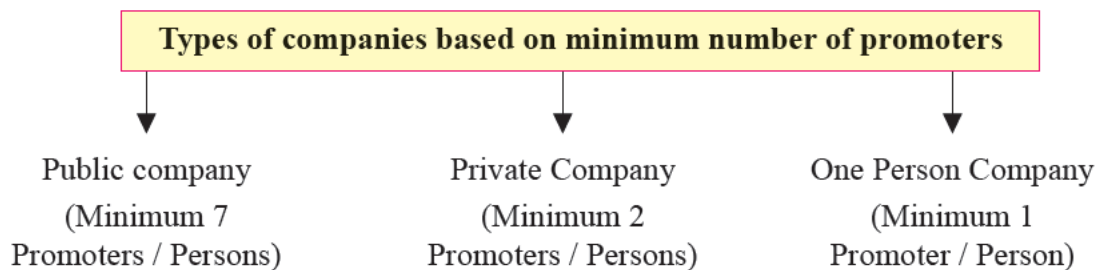 Types of companies based on minimum number of promoters
Public company
(Minimum 7
Promoters / Persons)
Private Company
(Minimum 2
Promoters / Persons)
One Person Company
(Minimum 1
Promoter / Person)